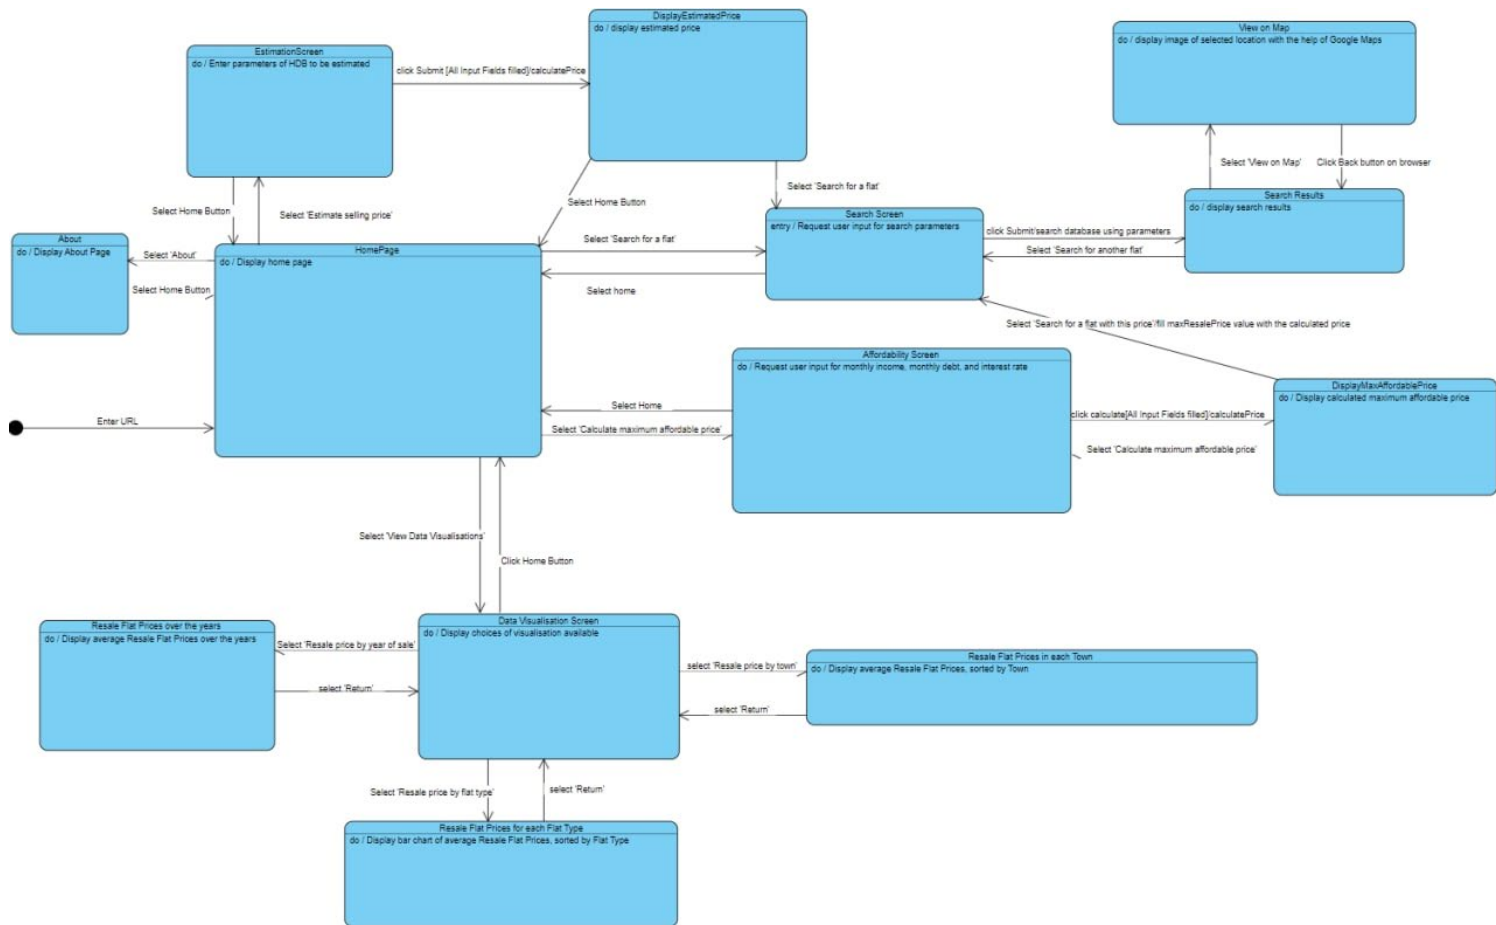 DisplayEstimatedPrice
do / display estimated price
View on Map
do / display image of selected location with the help of Google Maps
EstimationScreen
do / Enter parameters of HDB to be estimated
click Submit [All Input Fields filled]/calculatePrice
Select 'View on Map'
Click Back button on browser
Select 'Search for a flat'
Select Home Button
Select 'Estimate selling price'
Select Home Button
Search Results
do / display search results
Search Screen
entry / Request user input for search parameters
click Submit/search database using parameters
Select 'Search for another flat'
About
do / Display About Page
Select 'About'
Select Home Button
HomePage
do / Display home page
Select 'Search for a flat'
Select home
Select 'Search for a flat with this price'/fill maxResalePrice value with the calculated price
Affordability Screen
do / Request user input for monthly income, monthly debt, and interest rate
DisplayMaxAffordablePrice
do / Display calculated maximum affordable price
Select Home
Select 'Calculate maximum affordable price'
click calculate[All Input Fields filled]/calculatePrice
Select 'Calculate maximum affordable price'
Enter URL
Select 'View Data Visualisations'
Click Home Button
Resale Flat Prices over the years
do / Display average Resale Flat Prices over the years
Select 'Resale price by year of sale'
select 'Return'
Data Visualisation Screen
do / Display choices of visualisation available
select 'Resale price by town'
select 'Return'
Resale Flat Prices in each Town
do / Display average Resale Flat Prices, sorted by Town
Select 'Resale price by flat type'
select 'Return'
Resale Flat Prices for each Flat Type
do / Display bar chart of average Resale Flat Prices, sorted by Flat Type